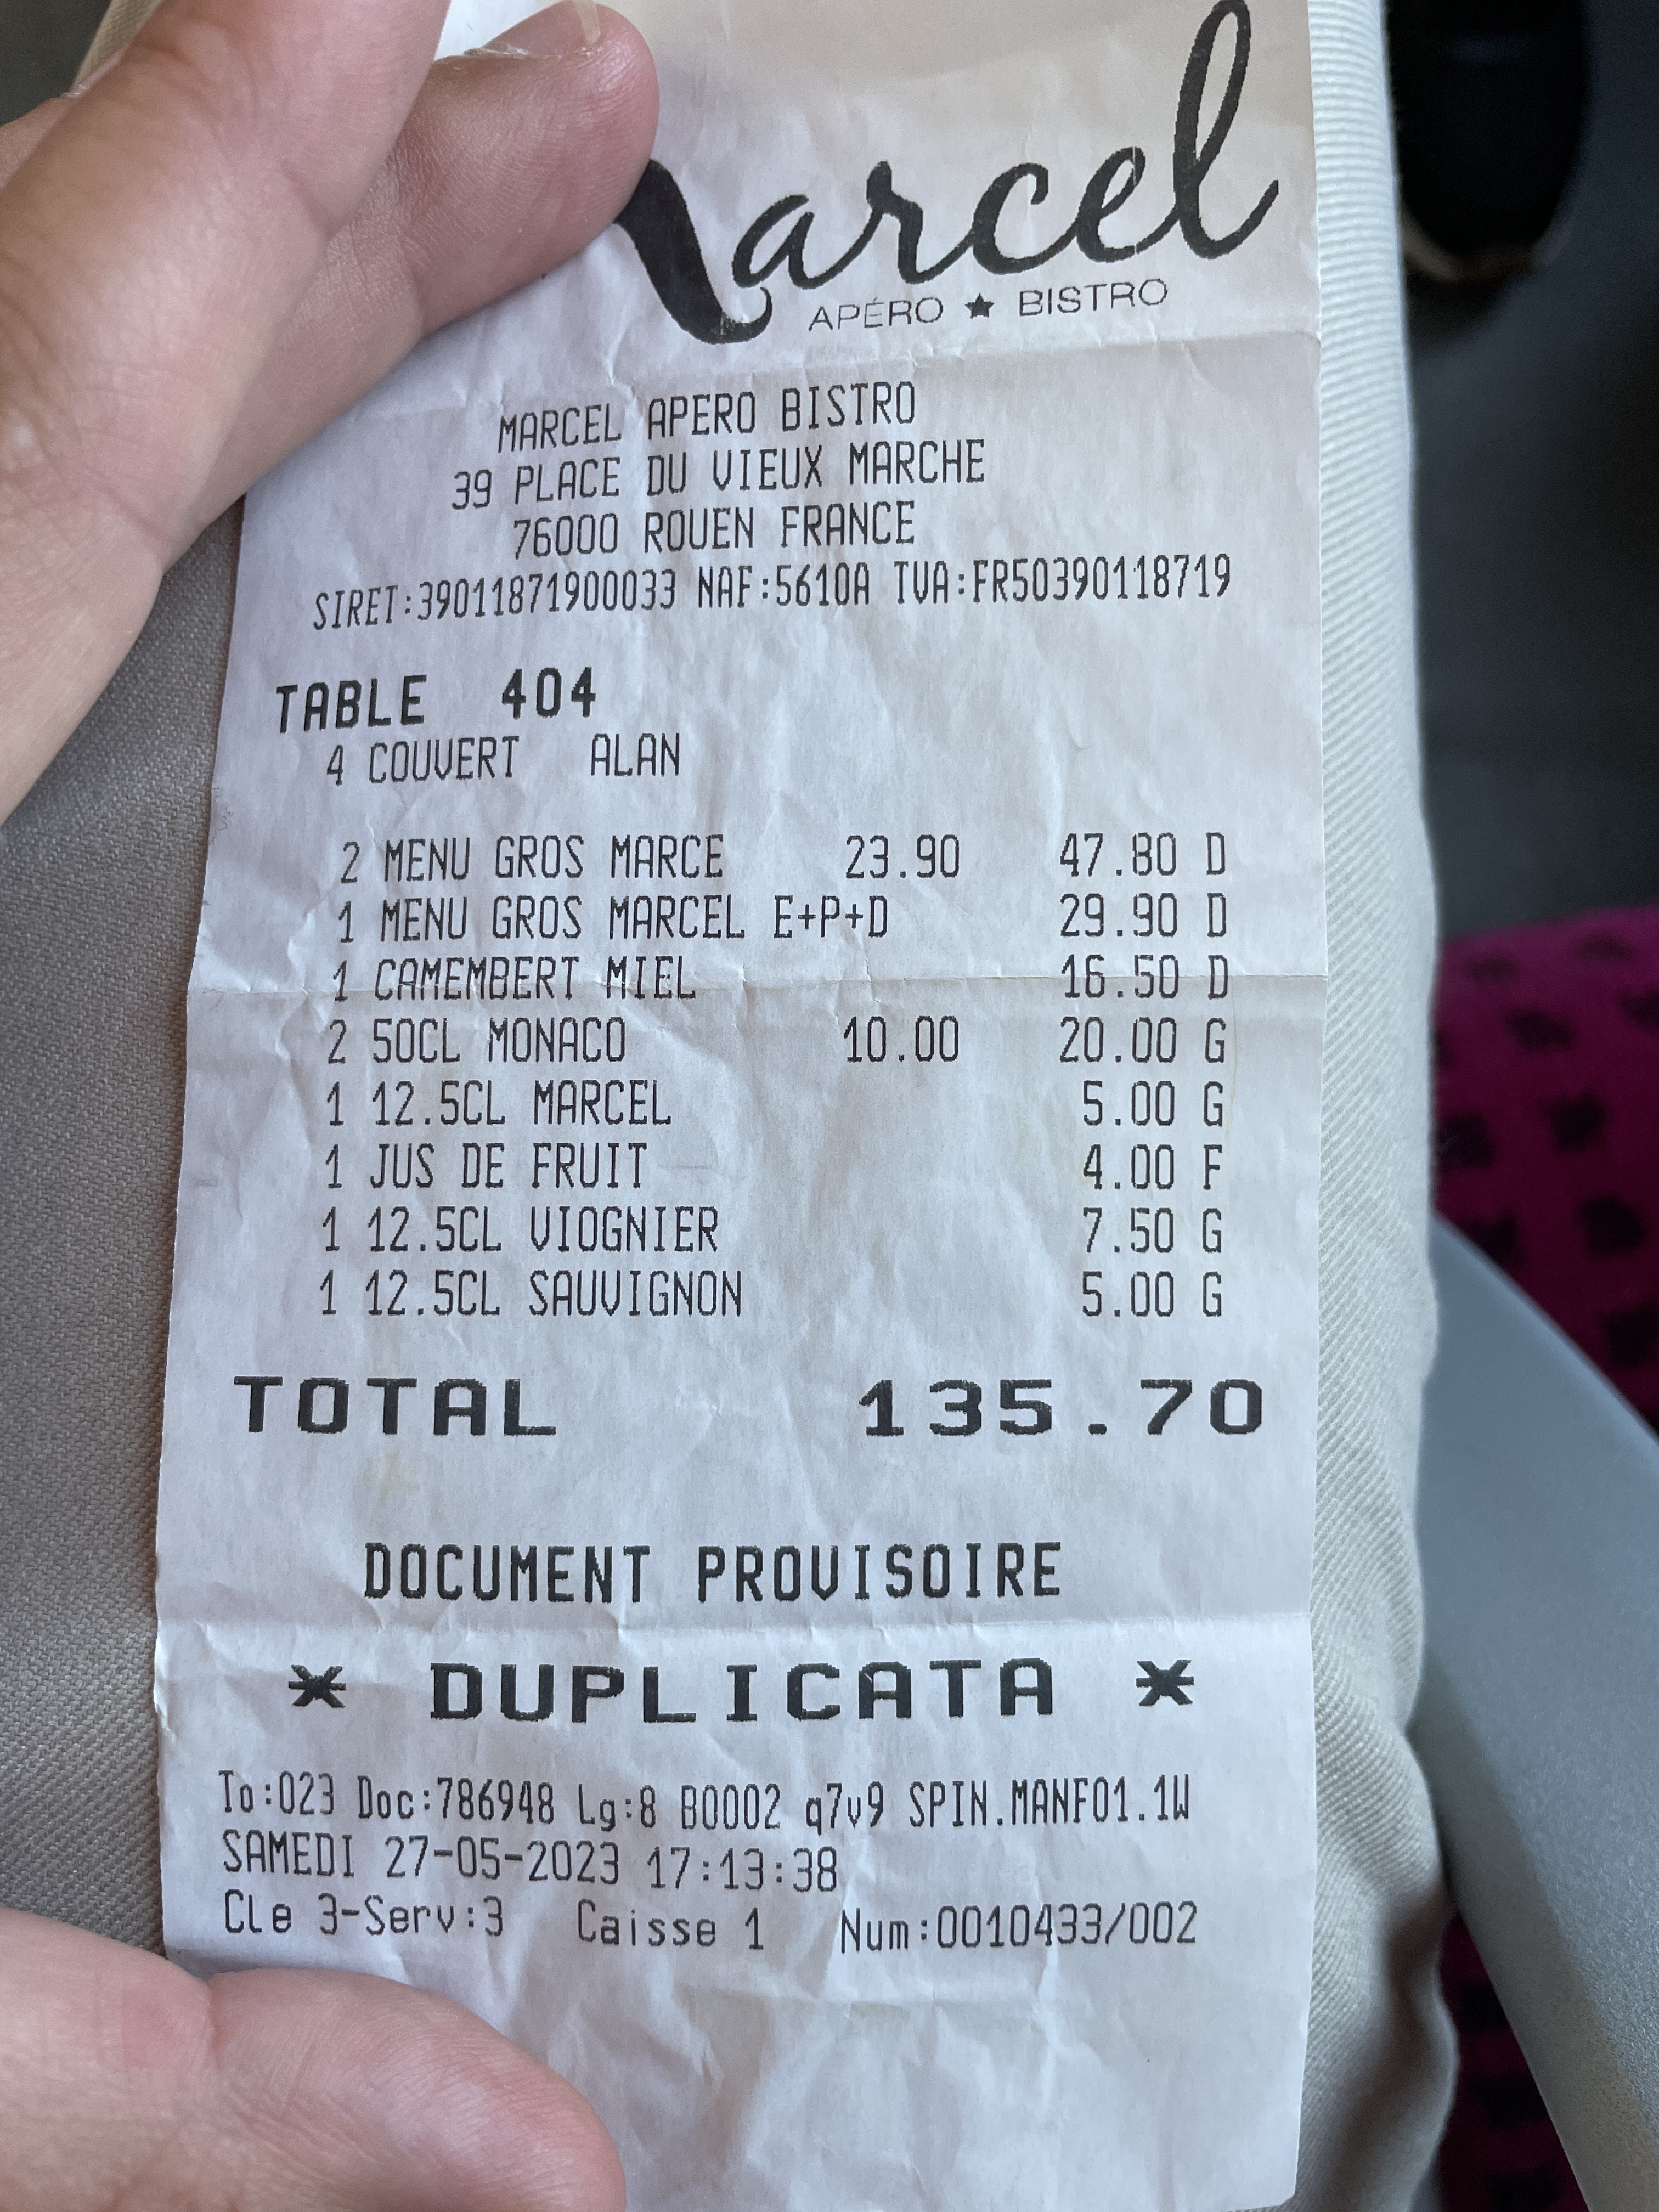 Marcel
APÉRO ★ BISTRO
MARCEL APERO BISTRO
39 PLACE DU VIEUX MARCHE
76000 ROUEN FRANCE
SIRET:39011871900033 NAF:5610A TVA:FR50390118719
TABLE 404
4 COUVERT ALAN
2 MENU GROS MARCE 23.90 47.80 D
1 MENU GROS MARCEL E+P+D 29.90 D
1 CAMEMBERT MIEL 16.50 D
2 50CL MONACO 10.00 20.00 G
1 12.5CL MARCEL 5.00 G
1 JUS DE FRUIT 4.00 F
1 12.5CL VIOGNIER 7.50 G
1 12.5CL SAUVIGNON 5.00 G
TOTAL 135.70
DOCUMENT PROVISOIRE
* DUPLICATA *
To:023 Doc:786948 Lg:8 B0002 q7v9 SPIN.MANF01.1W
SAMEDI 27-05-2023 17:13:38
Cle 3-Serv:3 Caisse 1 Num:0010433/002